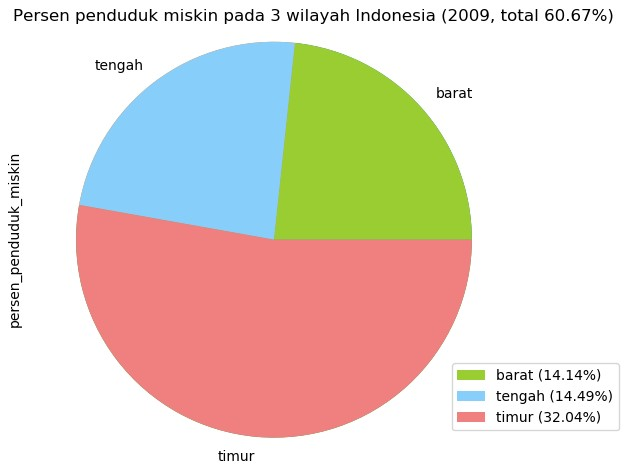 Persen penduduk miskin pada 3 wilayah Indonesia (2009, total 60.67%)
tengah
barat
persen_penduduk_miskin
barat (14.14%)
tengah (14.49%)
timur (32.04%)
timur